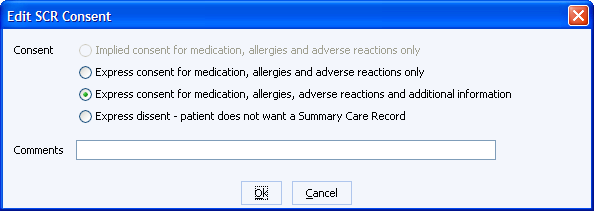 Edit SCR Consent
Consent
Implied consent for medication, allergies and adverse reactions only
Express consent for medication, allergies and adverse reactions only
Express consent for medication, allergies, adverse reactions and additional information
Express dissent - patient does not want a Summary Care Record
Comments
Ok
Cancel